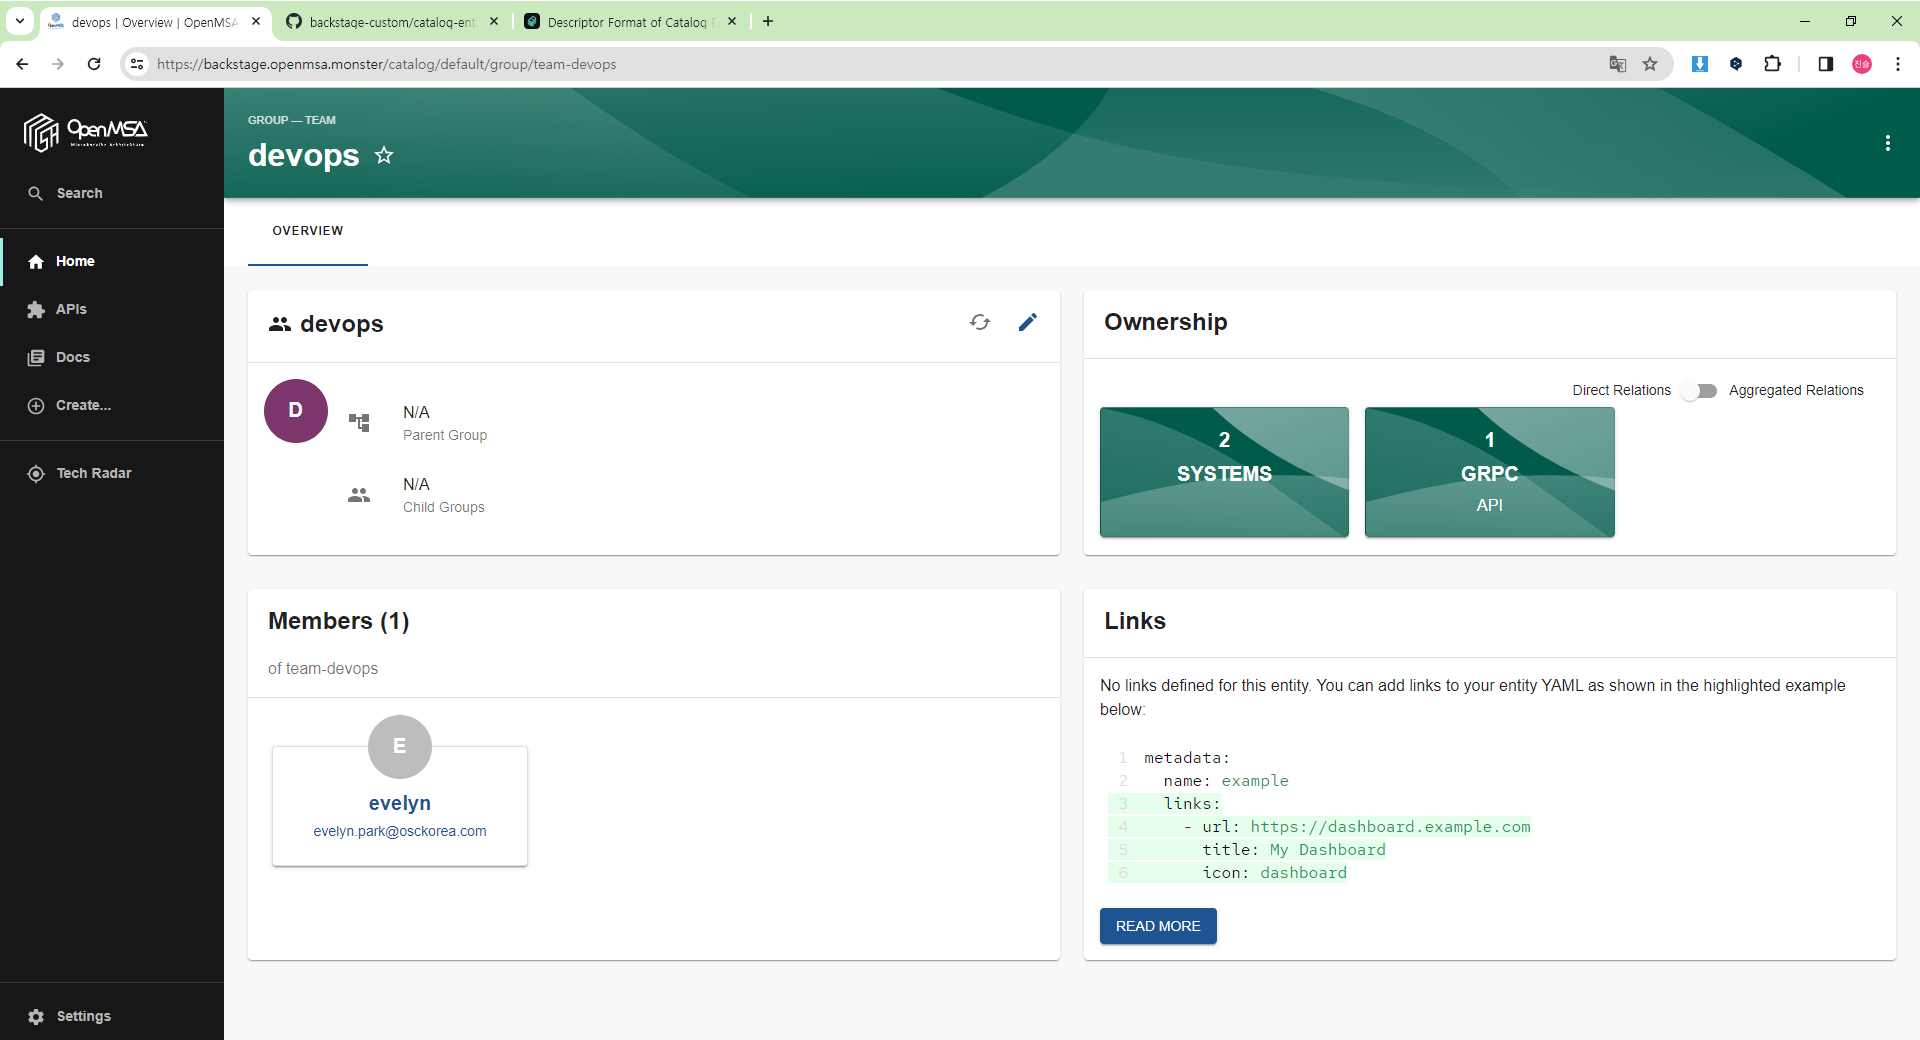 devops | Overview | OpenMSA
backstage-custom/catalog-ent
Descriptor Format of Catalog E
https://backstage.openmsa.monster/catalog/default/group/team-devops
진솔
OpenMSA
Search
Home
APIs
Docs
Create...
Tech Radar
Settings
GROUP — TEAM
devops
OVERVIEW
devops
D
N/A
Parent Group
N/A
Child Groups
Ownership
Direct Relations
Aggregated Relations
2
SYSTEMS
1
GRPC
API
Members (1)
of team-devops
E
evelyn
evelyn.park@osckorea.com
Links
No links defined for this entity. You can add links to your entity YAML as shown in the highlighted example
below:
1 metadata:
2 name: example
3 links:
4 - url: https://dashboard.example.com
5 title: My Dashboard
6 icon: dashboard
READ MORE